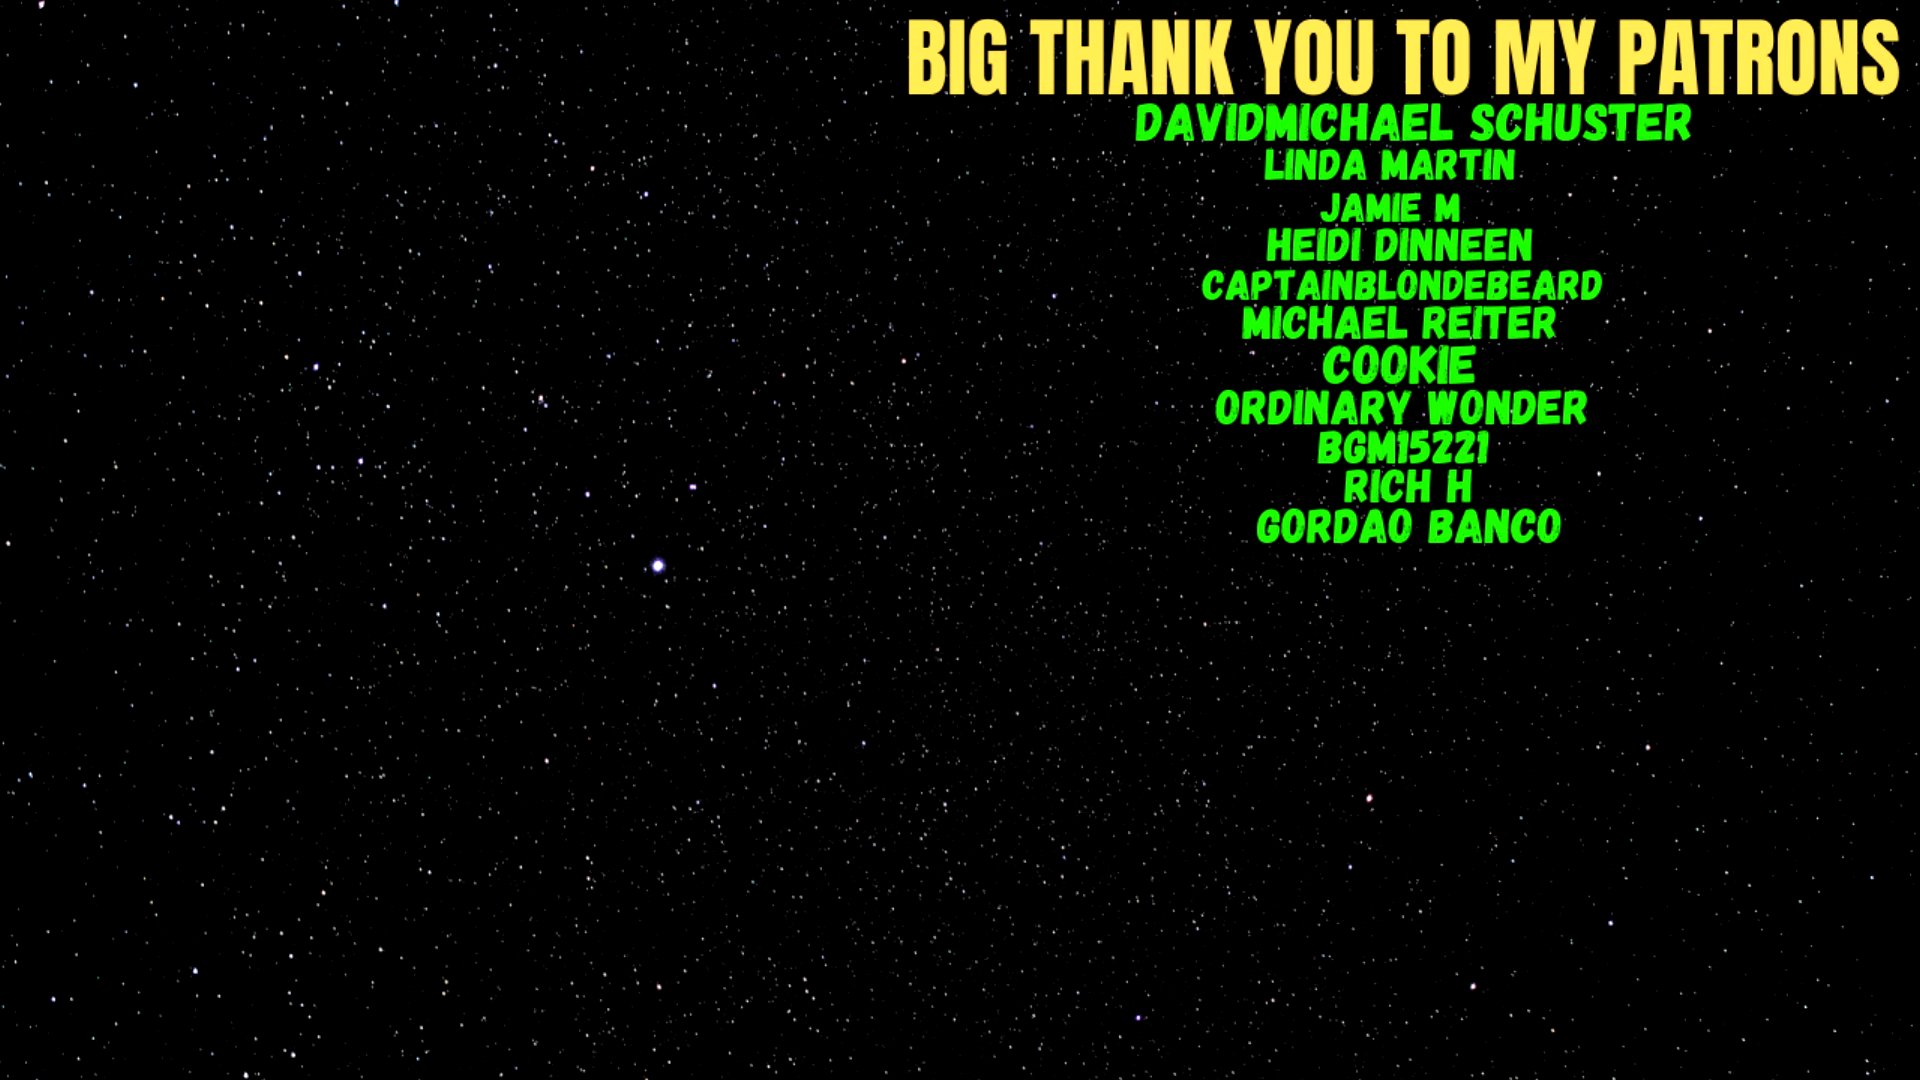 BIG THANK YOU TO MY PATRONS
DAVIDMICHAEL SCHUSTER
LINDA MARTIN
JAMIE M
HEIDI DINNEEN
CAPTAINBLONDEBEARD
MICHAEL REITER
COOKIE
ORDINARY WONDER
BGM15221
RICH H
GORDAO BANCO